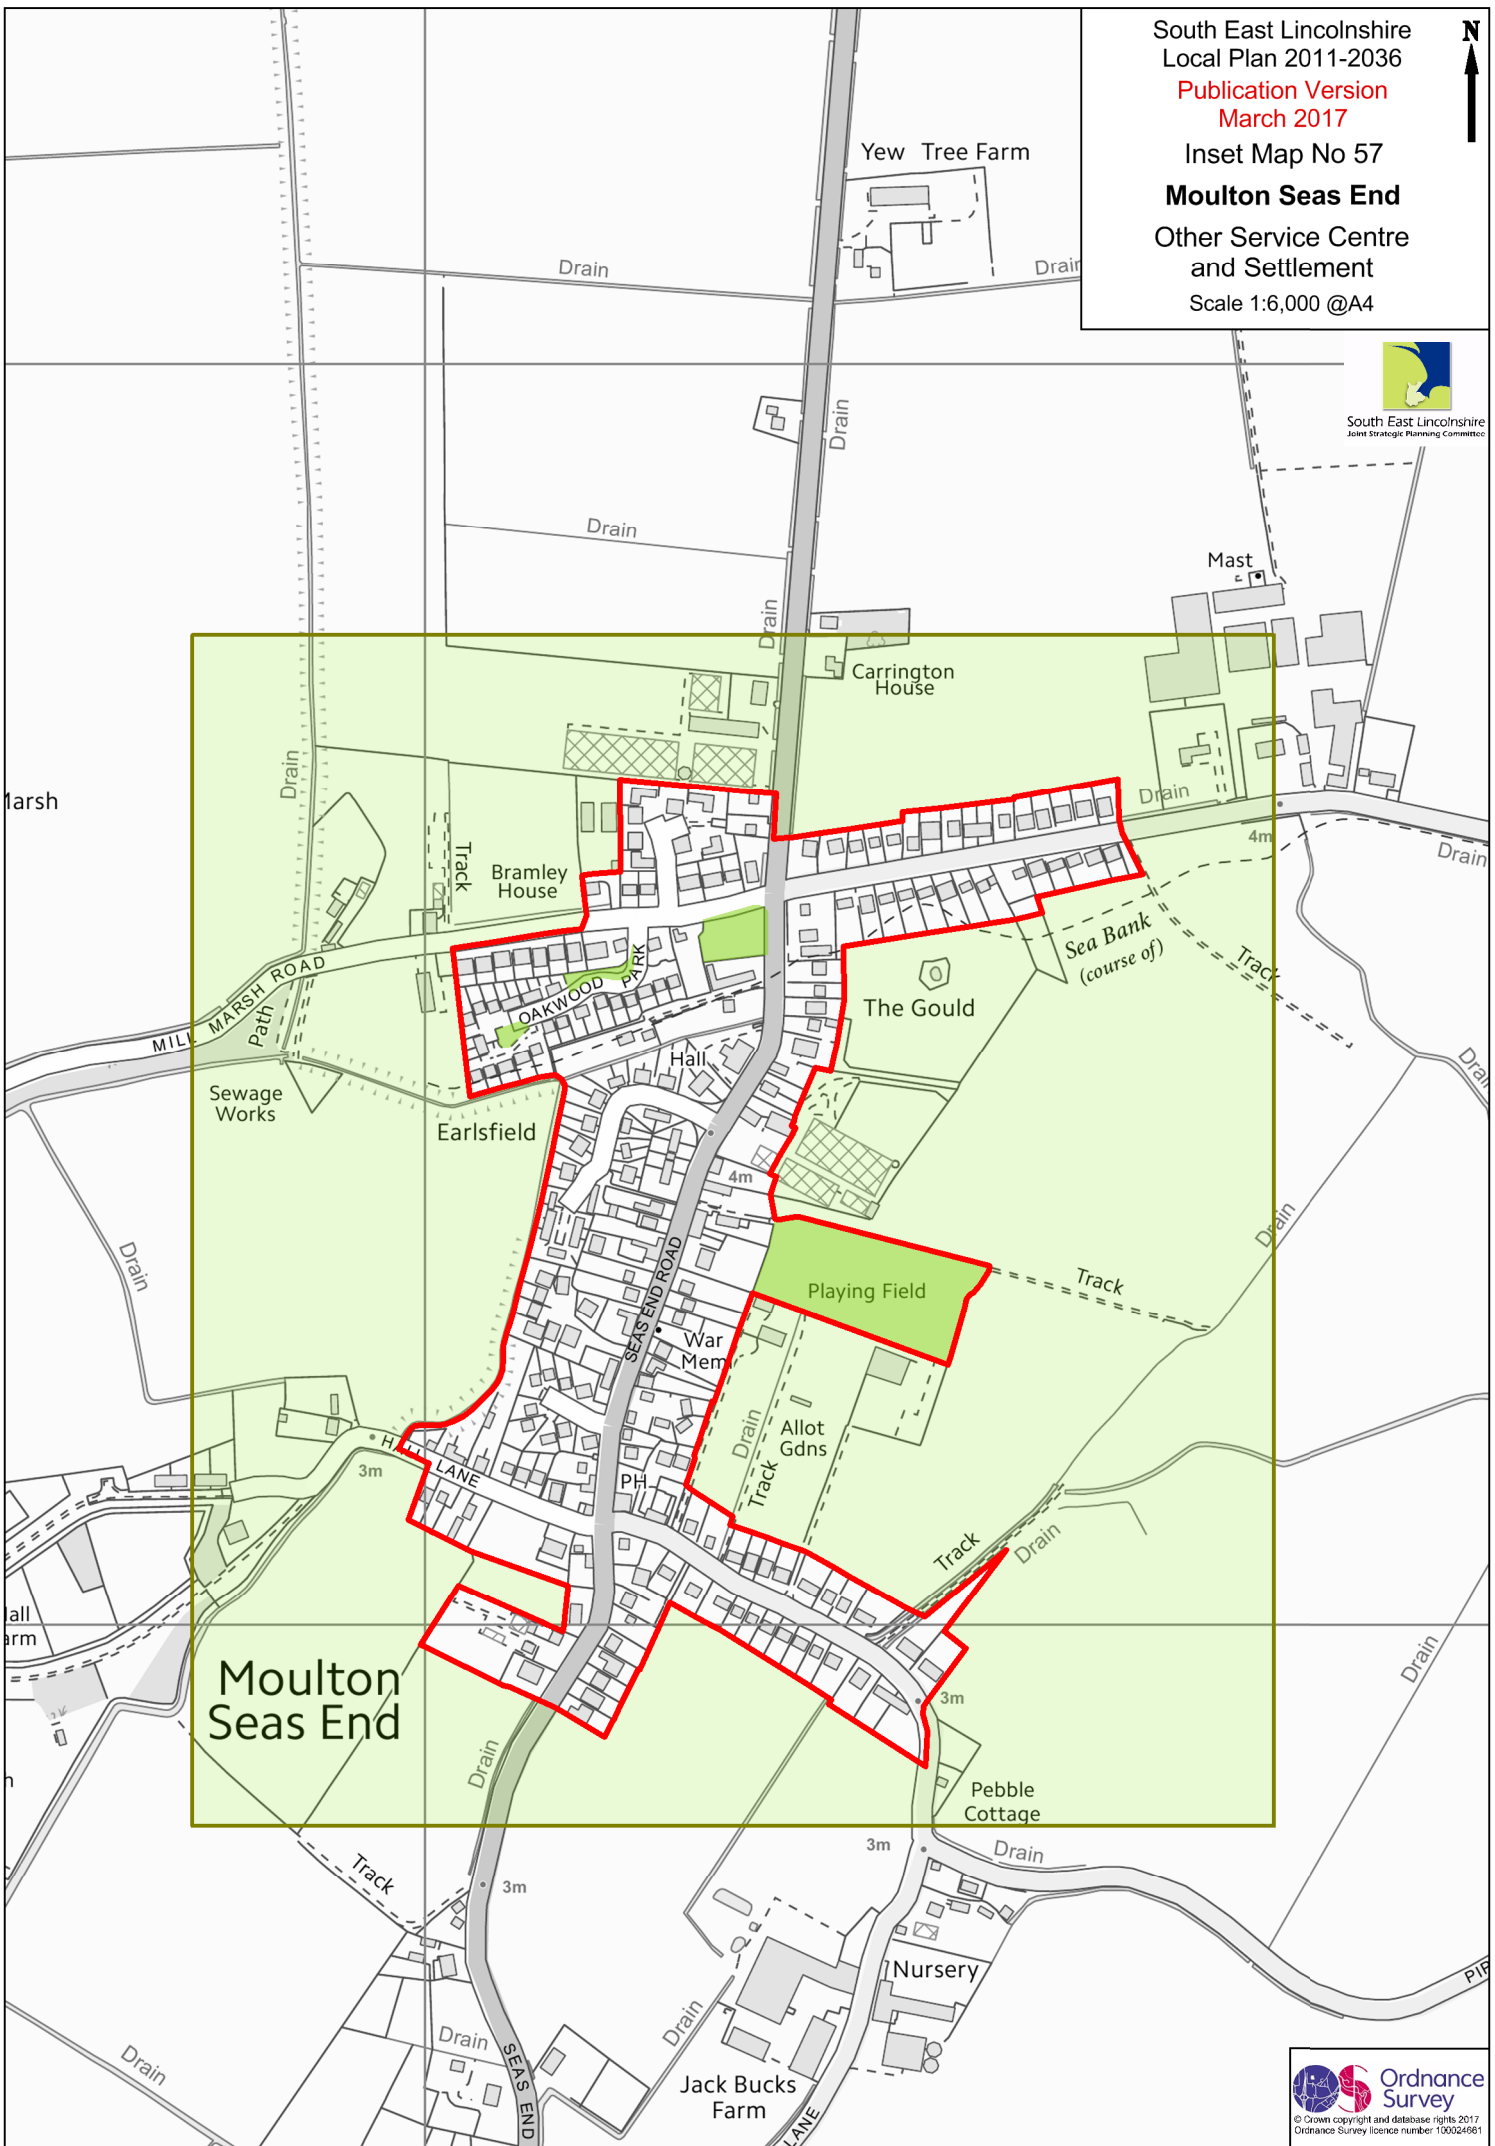 South East Lincolnshire
Local Plan 2011-2036
Publication Version
March 2017
Inset Map No 57
Moulton Seas End
Other Service Centre
and Settlement
Scale 1:6,000 @A4
N
South East Lincolnshire
Joint Strategic Planning Committee
Yew Tree Farm
Drain
Drain
Drain
Drain
Mast
Drain
Carrington
House
Drain
Drain
4m
Drain
Track
Bramley
House
Sea Bank
(course of)
Track
MILL MARSH ROAD
Path
OAKWOOD PARK
The Gould
Hall
Drain
Sewage
Works
Earlsfield
4m
Drain
Drain
SEAS END ROAD
Playing Field
Track
War
Mem
Drain
Track
Allot
Gdns
HALL LANE
3m
PH
Track
Drain
Drain
Moulton
Seas End
3m
Drain
Pebble
Cottage
3m
Drain
Track
3m
Nursery
Drain
Drain
Drain
SEAS END
Jack Bucks
Farm
LANE
Ordnance
Survey
© Crown copyright and database rights 2017
Ordnance Survey licence number 100024661